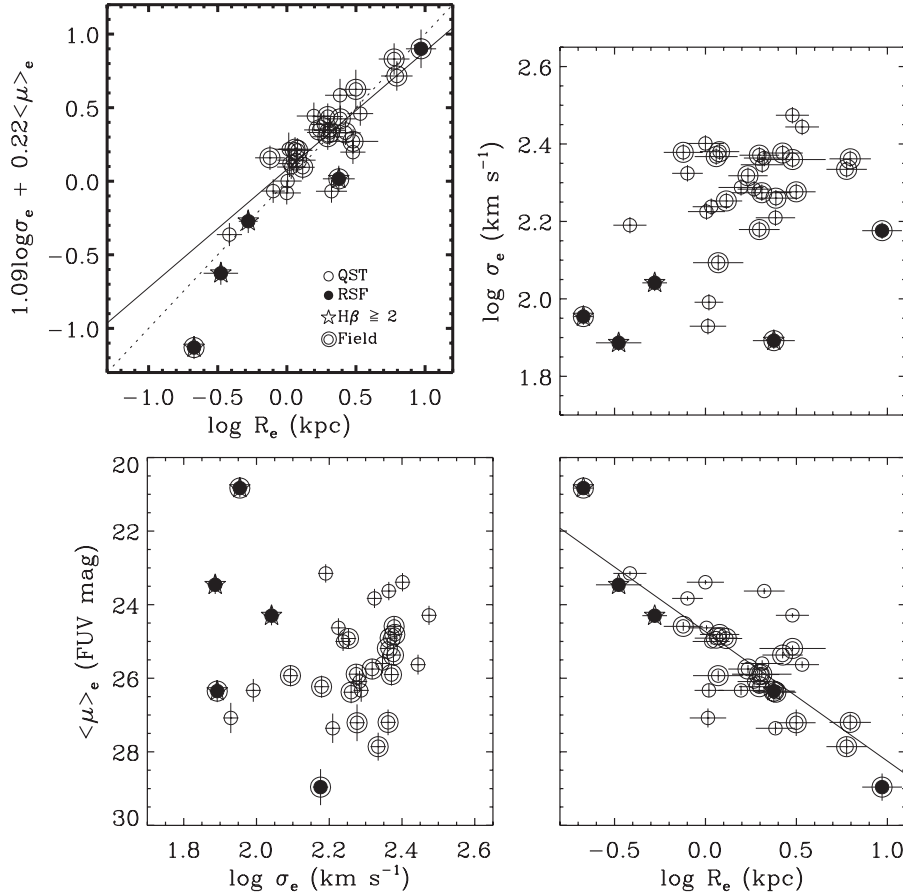 1.0
0.5
0.0
−0.5
−1.0
1.09logσe + 0.22<μ>e
QST
RSF
Hβ ≧ 2
Field
−1.0 −0.5 0.0 0.5 1.0
log Re (kpc)
2.6
2.4
2.2
2.0
1.8
log σe (km s⁻¹)
20
22
24
26
28
30
<μ>e (FUV mag)
1.8 2.0 2.2 2.4 2.6
log σe (km s⁻¹)
−0.5 0.0 0.5 1.0
log Re (kpc)